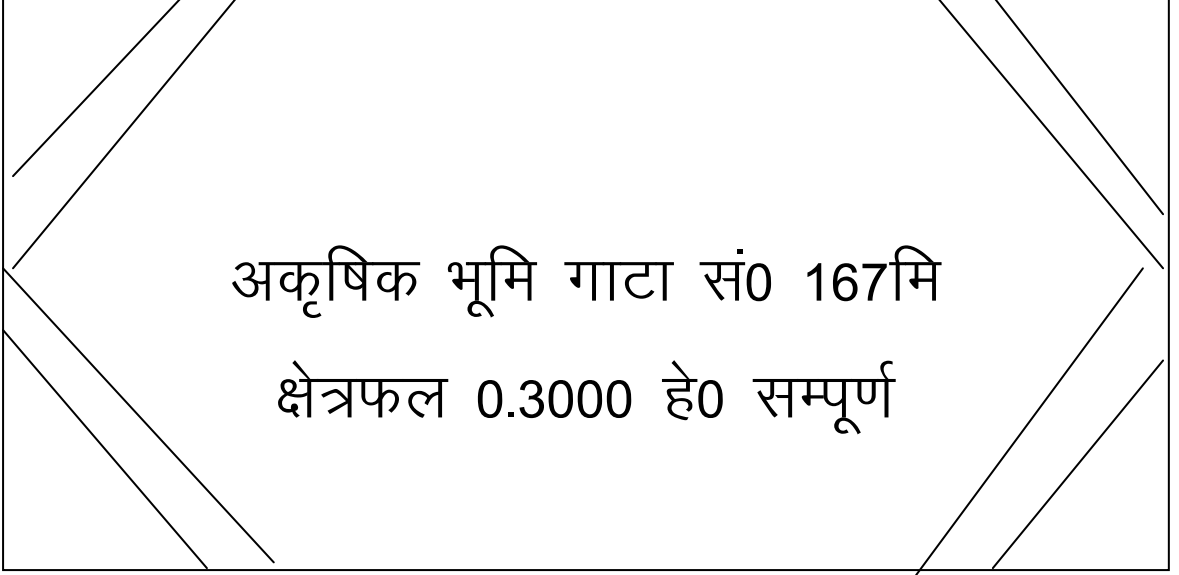 अकृषिक भूमि गाटा सं0 167मि
क्षेत्रफल 0.3000 हे0 सम्पूर्ण